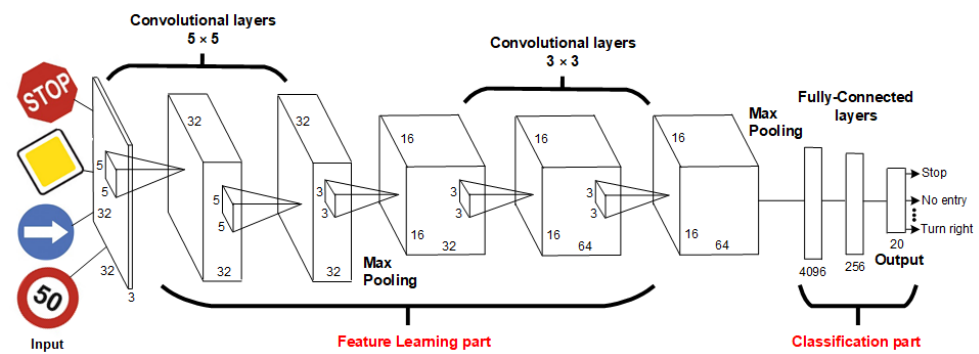 Convolutional layers
5 × 5
Convolutional layers
3 × 3
Max
Pooling
Fully-Connected
layers
STOP
50
Input
5
5
32
32
3
32
5
5
32
32
3
3
32
Max
Pooling
16
3
3
16
32
16
3
3
16
64
16
16
64
4096
256
20
Output
Stop
No entry
Turn right
Feature Learning part
Classification part